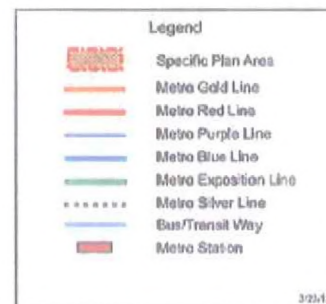 Legend
Specific Plan Area
Metro Gold Line
Metro Red Line
Metro Purple Line
Metro Blue Line
Metro Exposition Line
Metro Silver Line
Bus/Transit Way
Metro Station